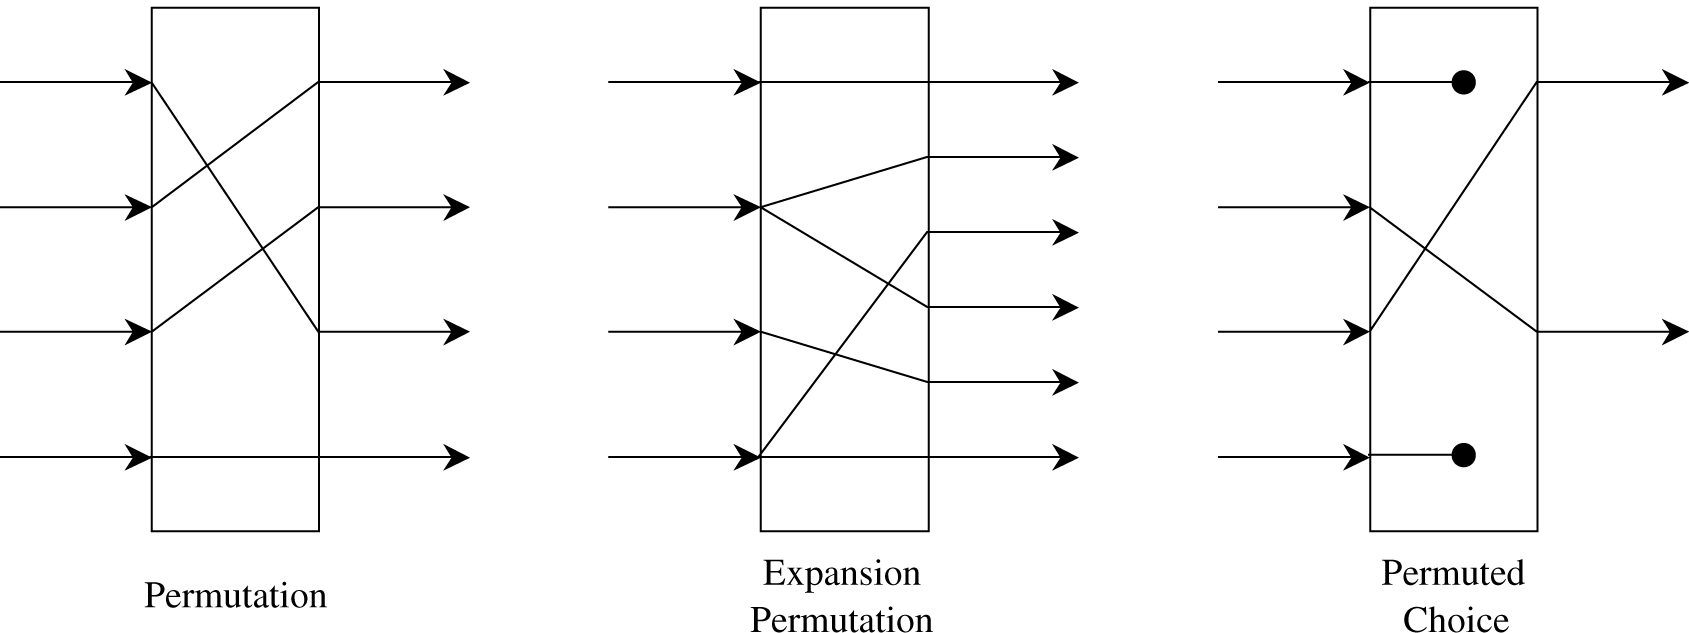 Permutation
Expansion
Permutation
Permuted
Choice